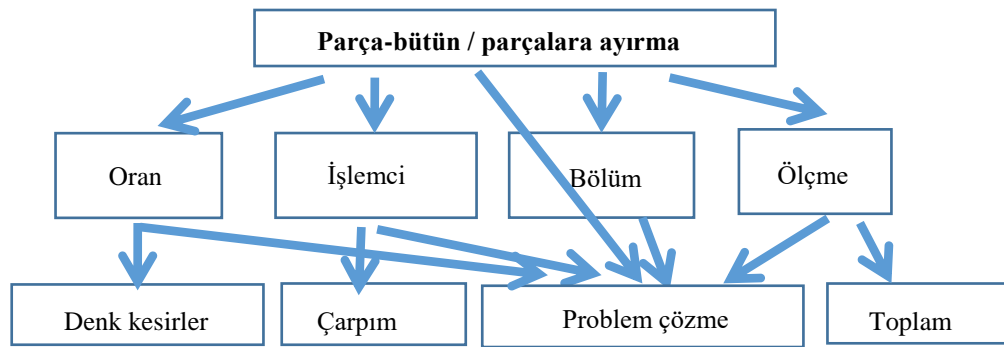 Parça-bütün / parçalara ayırma
Oran
İşlemci
Bölüm
Ölçme
Denk kesirler
Çarpım
Problem çözme
Toplam